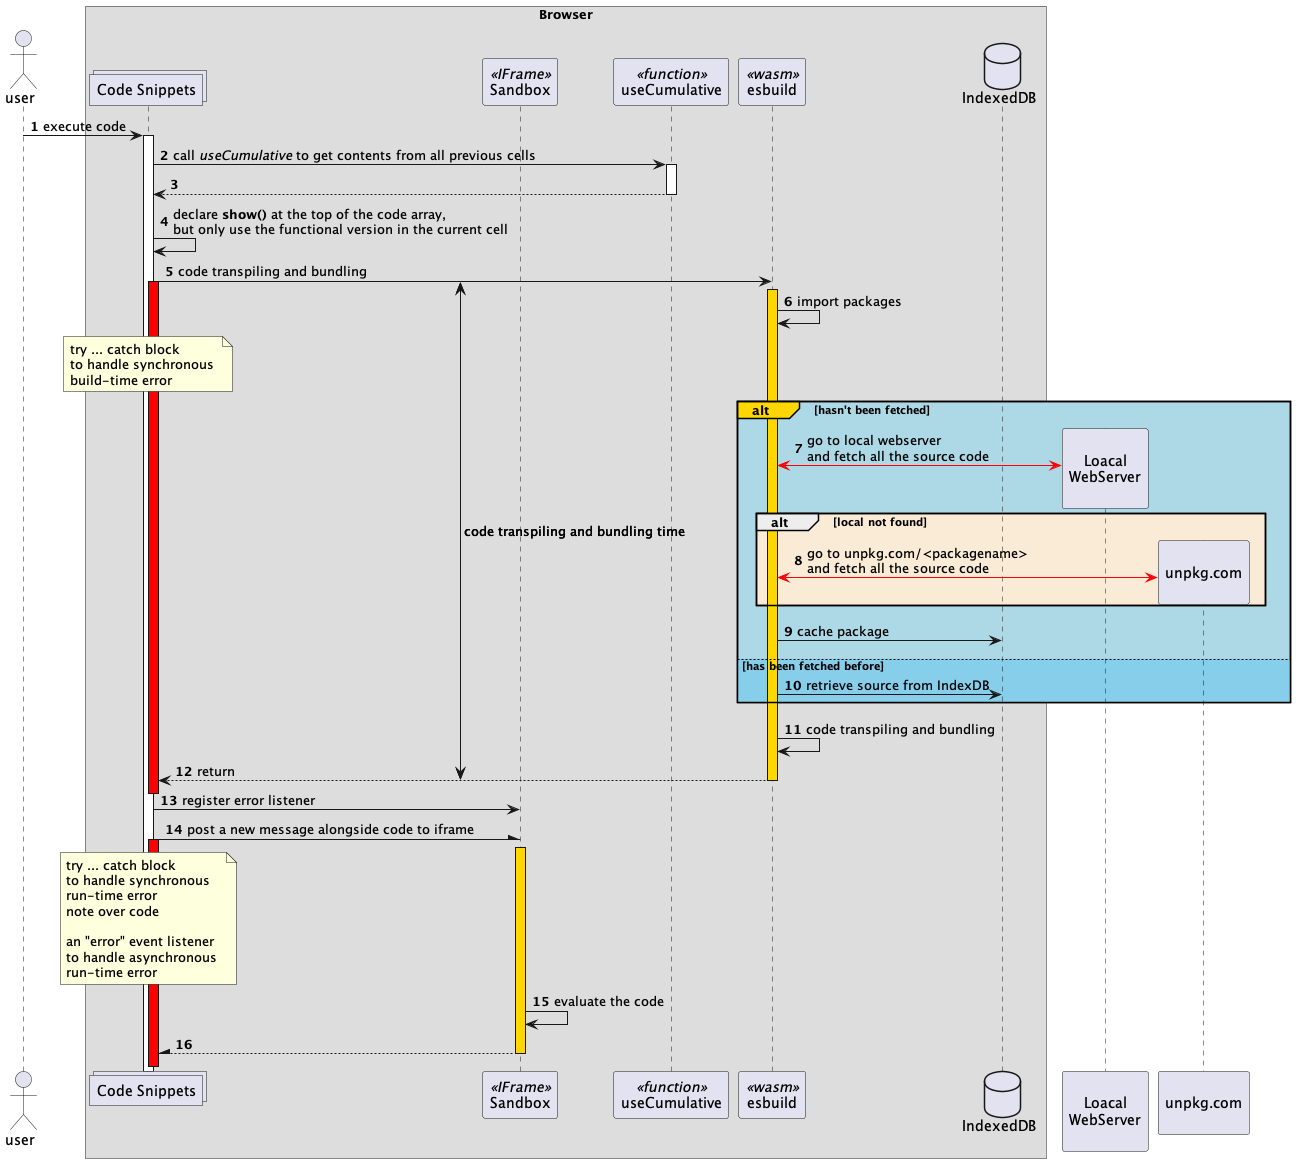 Browser
user
Code Snippets
«IFrame»
Sandbox
«function»
useCumulative
«wasm»
esbuild
IndexedDB
1 execute code
2 call useCumulative to get contents from all previous cells
3
4 declare show() at the top of the code array,
but only use the functional version in the current cell
5 code transpiling and bundling
6 import packages
try ... catch block
to handle synchronous
build-time error
alt [hasn't been fetched]
7 go to local webserver
and fetch all the source code
Loacal
WebServer
alt [local not found]
code transpiling and bundling time
8 go to unpkg.com/<packagename>
and fetch all the source code
unpkg.com
9 cache package
[has been fetched before]
10 retrieve source from IndexDB
11 code transpiling and bundling
12 return
13 register error listener
14 post a new message alongside code to iframe
try ... catch block
to handle synchronous
run-time error
note over code
an "error" event listener
to handle asynchronous
run-time error
15 evaluate the code
16
user
Code Snippets
«IFrame»
Sandbox
«function»
useCumulative
«wasm»
esbuild
IndexedDB
Loacal
WebServer
unpkg.com